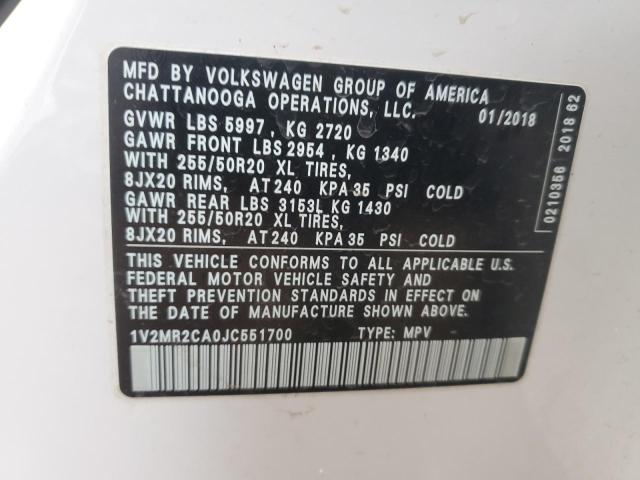 MFD BY VOLKSWAGEN GROUP OF AMERICA
CHATTANOOGA OPERATIONS, LLC. 01/2018
GVWR LBS 5997, KG 2720
GAWR FRONT LBS 2954, KG 1340
WITH 255/50R20 XL TIRES,
8JX20 RIMS, AT 240 KPA 35 PSI COLD
GAWR REAR LBS 3153L KG 1430
WITH 255/50R20 XL TIRES,
8JX20 RIMS, AT 240 KPA 35 PSI COLD
THIS VEHICLE CONFORMS TO ALL APPLICABLE U.S.
FEDERAL MOTOR VEHICLE SAFETY AND
THEFT PREVENTION STANDARDS IN EFFECT ON
THE DATE OF MANUFACTURE SHOWN ABOVE.
1V2MR2CA0JC551700 TYPE: MPV
0210356 2018 62